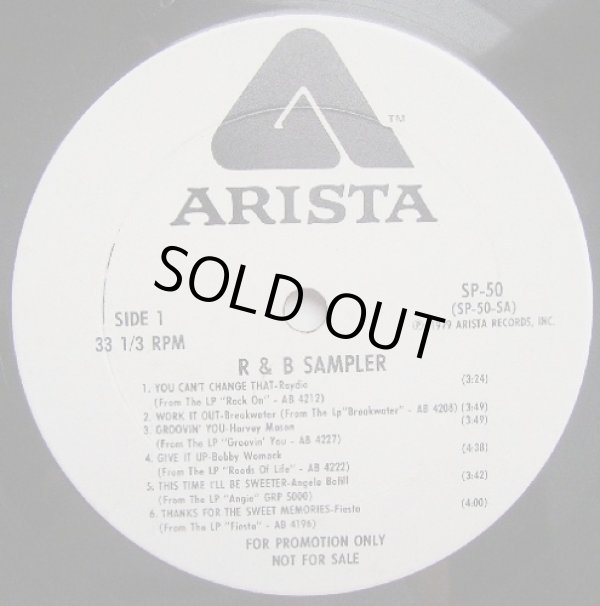 TM
ARISTA
SOLD OUT
SIDE 1
33 1/3 RPM
SP-50
(SP-50-SA)
℗ 1979 ARISTA RECORDS, INC.
R & B SAMPLER
1. YOU CAN'T CHANGE THAT-Raydio (3:24)
(From The LP "Rock On" - AB 4212)
2. WORK IT OUT-Breakwater (From The Lp"Breakwater" - AB 4208) (3:49)
3. GROOVIN' YOU-Harvey Mason (3:49)
(From The LP "Groovin' You - AB 4227)
4. GIVE IT UP-Bobby Womack (4:38)
(From The LP "Roads Of Life" - AB 4222)
5. THIS TIME I'LL BE SWEETER-Angela Bofill (3:42)
(From The LP "Angie" GRP 5000)
6. THANKS FOR THE SWEET MEMORIES-Fiesta (4:00)
(From The LP "Fiesta" - AB 4196)
FOR PROMOTION ONLY
NOT FOR SALE